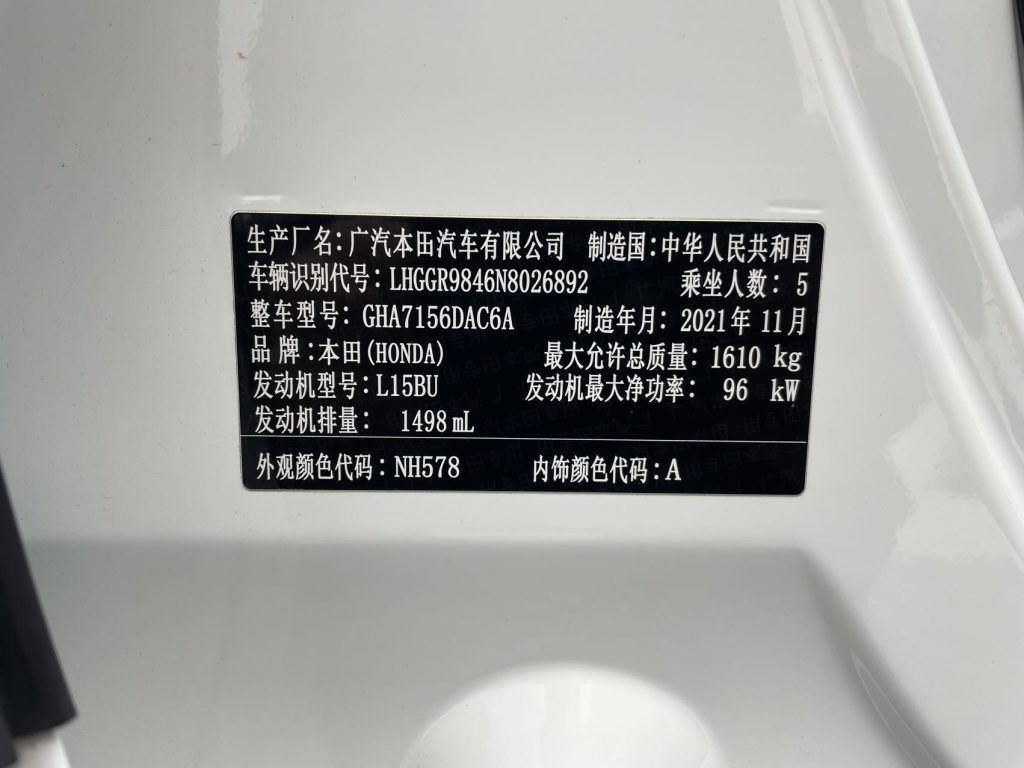 生产厂名:广汽本田汽车有限公司 制造国:中华人民共和国
车辆识别代号:LHGGR9846N8026892 乘坐人数: 5
整车型号: GHA7156DAC6A 制造年月: 2021年 11月
品 牌:本田(HONDA) 最大允许总质量: 1610 kg
发动机型号:L15BU 发动机最大净功率: 96 kW
发动机排量: 1498 mL
外观颜色代码:NH578 内饰颜色代码:A